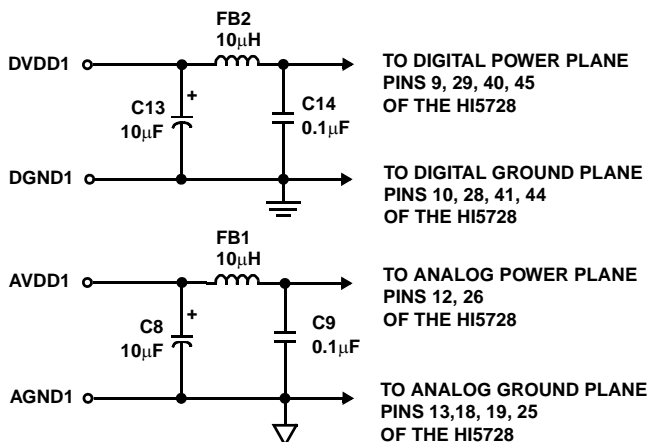 FB2
10µH
DVDD1
TO DIGITAL POWER PLANE
PINS 9, 29, 40, 45
OF THE HI5728
C13
+
10µF
C14
0.1µF
DGND1
TO DIGITAL GROUND PLANE
PINS 10, 28, 41, 44
OF THE HI5728
FB1
10µH
AVDD1
TO ANALOG POWER PLANE
PINS 12, 26
OF THE HI5728
C8
+
10µF
C9
0.1µF
AGND1
TO ANALOG GROUND PLANE
PINS 13,18, 19, 25
OF THE HI5728